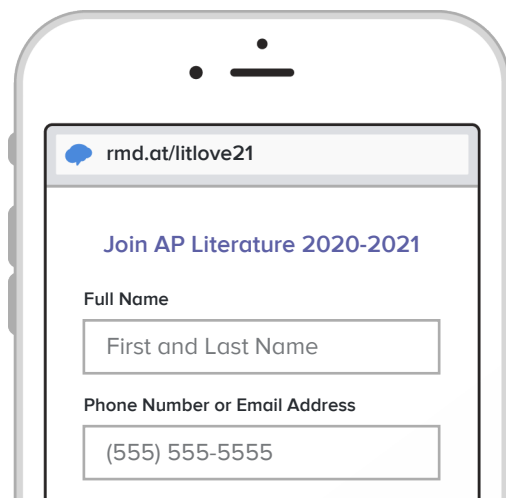 rmd.at/litlove21
Join AP Literature 2020-2021
Full Name
First and Last Name
Phone Number or Email Address
(555) 555-5555